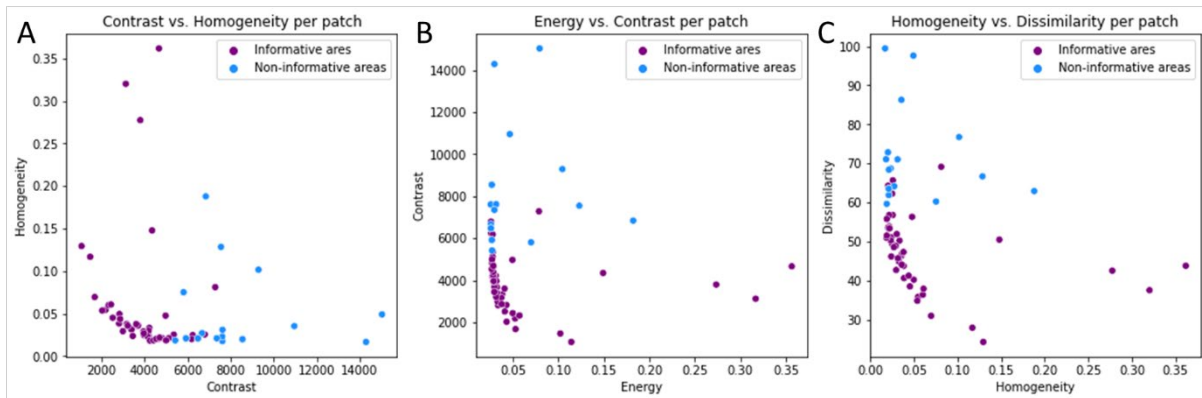 A
Contrast vs. Homogeneity per patch
Informative ares
Non-informative areas
Homogeneity
0.35
0.30
0.25
0.20
0.15
0.10
0.05
0.00
2000 4000 6000 8000 10000 12000 14000
Contrast
B
Energy vs. Contrast per patch
Informative ares
Non-informative areas
Contrast
14000
12000
10000
8000
6000
4000
2000
0.05 0.10 0.15 0.20 0.25 0.30 0.35
Energy
C
Homogeneity vs. Dissimilarity per patch
Informative ares
Non-informative areas
Dissimilarity
100
90
80
70
60
50
40
30
0.00 0.05 0.10 0.15 0.20 0.25 0.30 0.35
Homogeneity